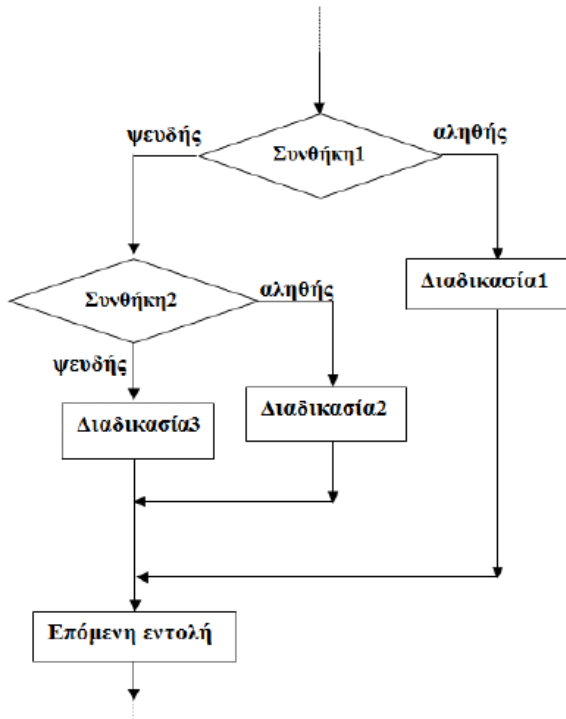 ψευδής
αληθής
Συνθήκη1
Διαδικασία1
Συνθήκη2
αληθής
ψευδής
Διαδικασία3
Διαδικασία2
Επόμενη εντολή